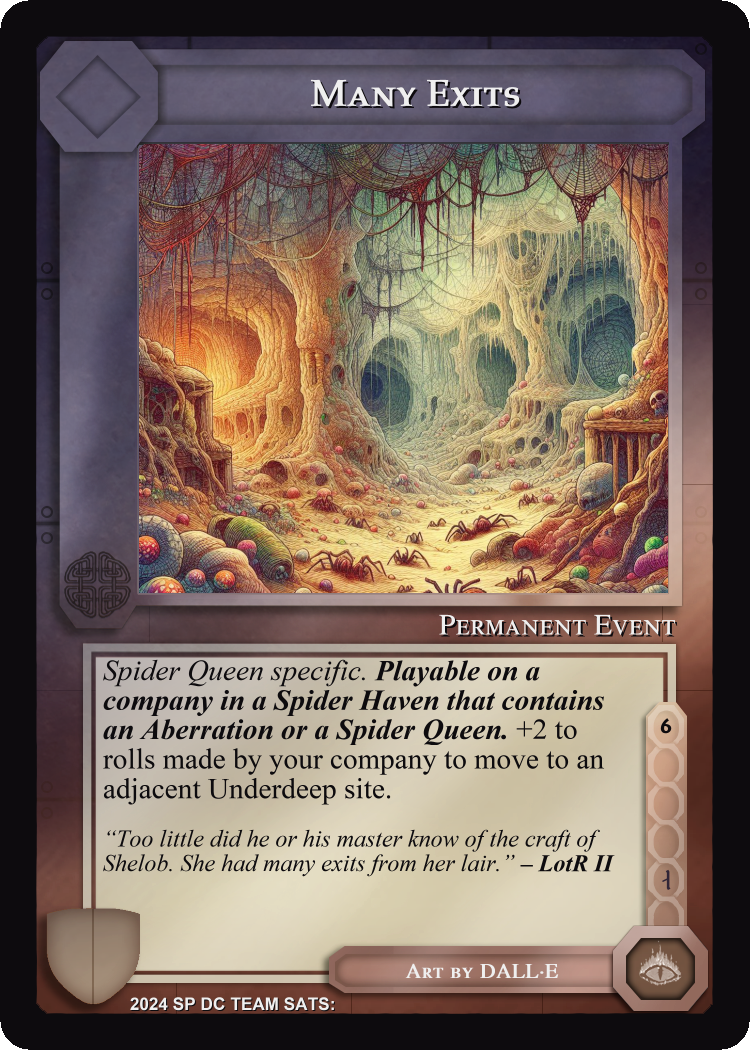 Many Exits
Permanent Event
Spider Queen specific. Playable on a
company in a Spider Haven that contains
an Aberration or a Spider Queen. +2 to
rolls made by your company to move to an
adjacent Underdeep site.
6
“Too little did he or his master know of the craft of
Shelob. She had many exits from her lair.” – LotR II
Art by DALL·E
2024 SP DC TEAM SATS: